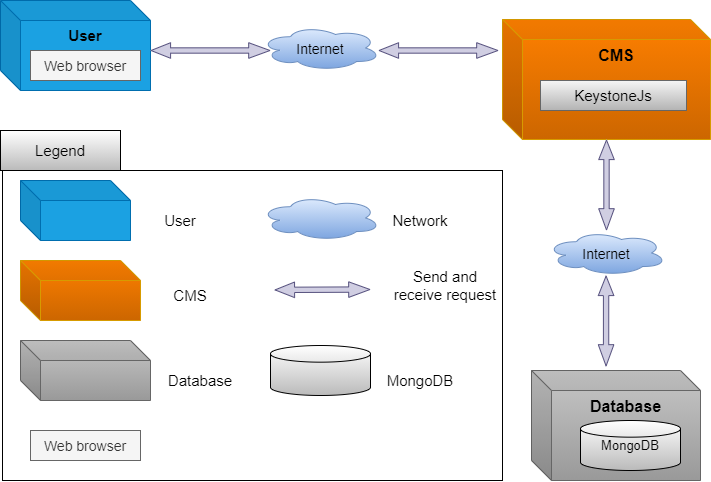 User
Web browser
Internet
CMS
KeystoneJs
Legend
User
Network
CMS
Send and
receive request
Internet
Database
MongoDB
Web browser
Database
MongoDB